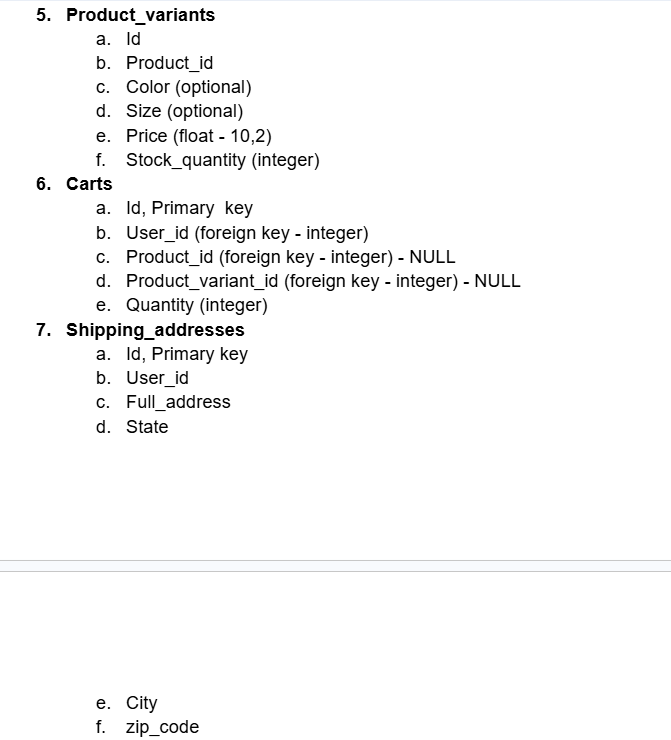 5. Product_variants
a. Id
b. Product_id
c. Color (optional)
d. Size (optional)
e. Price (float - 10,2)
f. Stock_quantity (integer)
6. Carts
a. Id, Primary  key
b. User_id (foreign key - integer)
c. Product_id (foreign key - integer) - NULL
d. Product_variant_id (foreign key - integer) - NULL
e. Quantity (integer)
7. Shipping_addresses
a. Id, Primary key
b. User_id
c. Full_address
d. State
e. City
f. zip_code